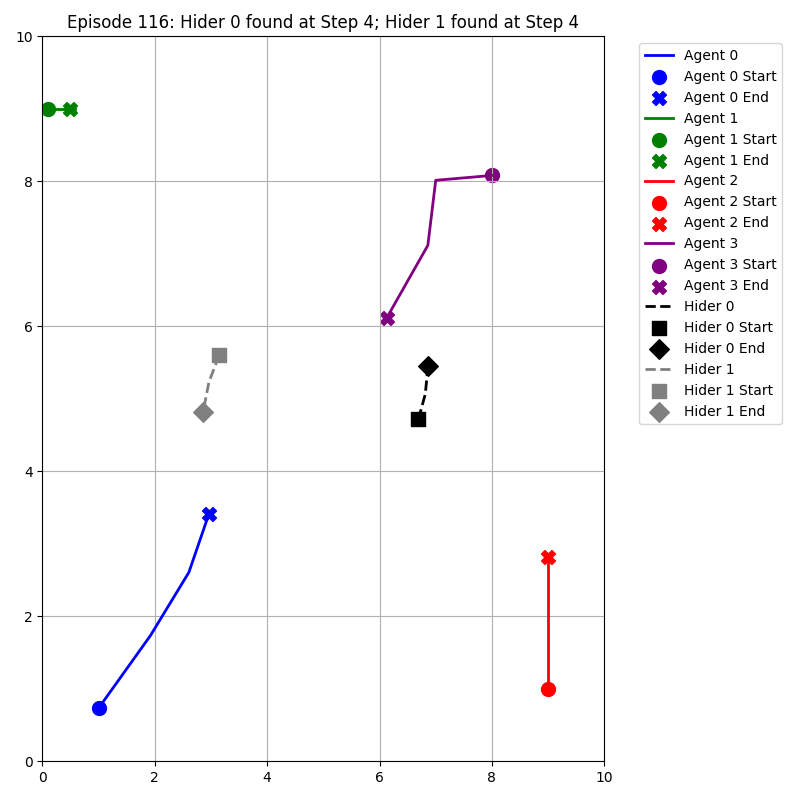 Episode 116: Hider 0 found at Step 4; Hider 1 found at Step 4
10
8
6
4
2
0
0 2 4 6 8 10
Agent 0
Agent 0 Start
Agent 0 End
Agent 1
Agent 1 Start
Agent 1 End
Agent 2
Agent 2 Start
Agent 2 End
Agent 3
Agent 3 Start
Agent 3 End
Hider 0
Hider 0 Start
Hider 0 End
Hider 1
Hider 1 Start
Hider 1 End